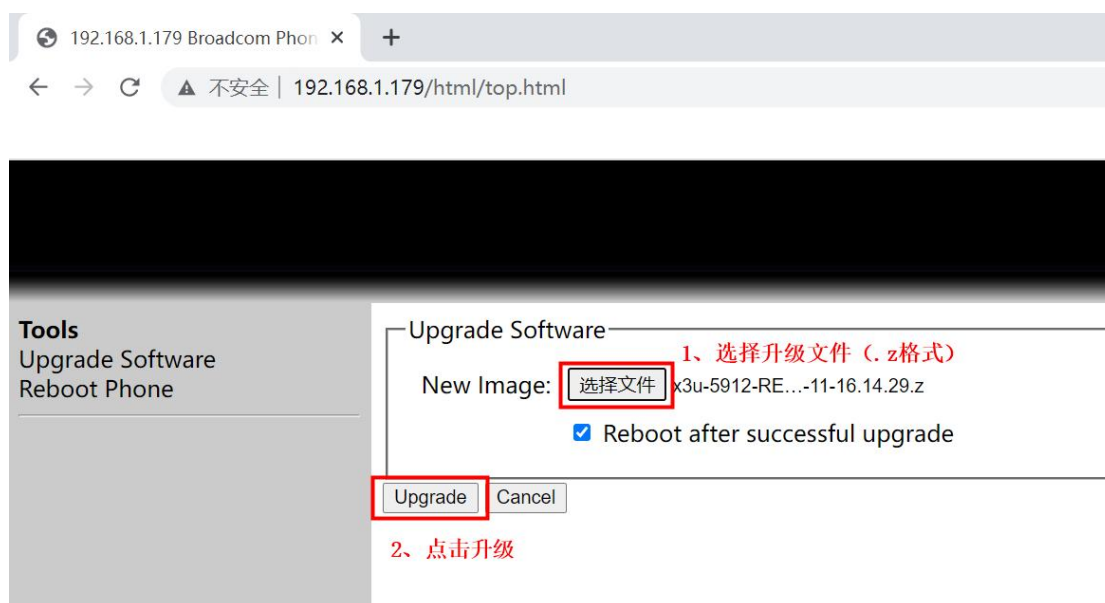 192.168.1.179 Broadcom Phon
不安全 | 192.168.1.179/html/top.html
Tools
Upgrade Software
Reboot Phone
Upgrade Software
1、选择升级文件（.z格式）
New Image: 选择文件 x3u-5912-RE…-11-16.14.29.z
Reboot after successful upgrade
Upgrade Cancel
2、点击升级